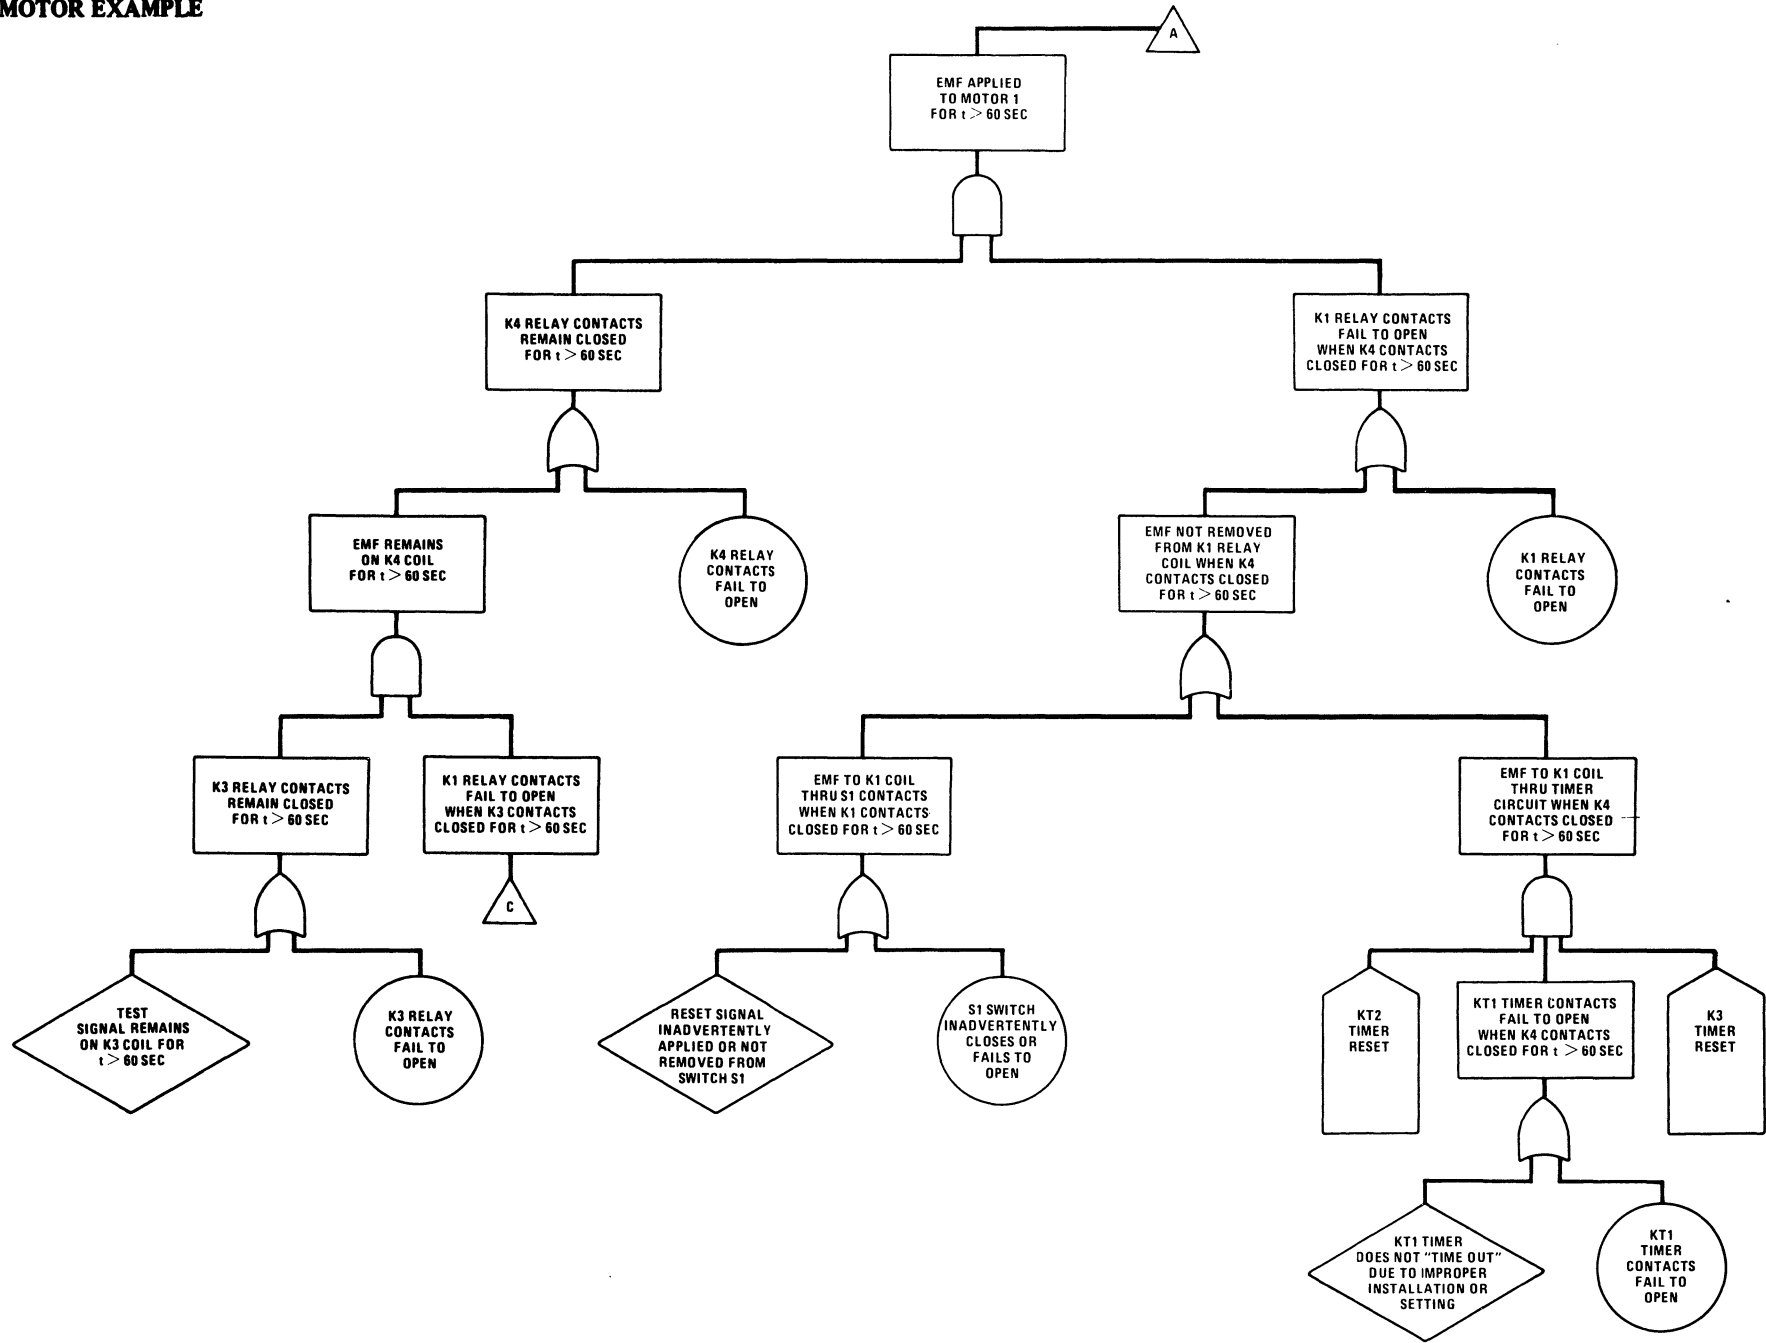 MOTOR EXAMPLE
A
EMF APPLIED
TO MOTOR 1
FOR t > 60 SEC
K4 RELAY CONTACTS
REMAIN CLOSED
FOR t > 60 SEC
K1 RELAY CONTACTS
FAIL TO OPEN
WHEN K4 CONTACTS
CLOSED FOR t > 60 SEC
EMF REMAINS
ON K4 COIL
FOR t > 60 SEC
K4 RELAY
CONTACTS
FAIL TO
OPEN
EMF NOT REMOVED
FROM K1 RELAY
COIL WHEN K4
CONTACTS CLOSED
FOR t > 60 SEC
K1 RELAY
CONTACTS
FAIL TO
OPEN
K3 RELAY CONTACTS
REMAIN CLOSED
FOR t > 60 SEC
K1 RELAY CONTACTS
FAIL TO OPEN
WHEN K3 CONTACTS
CLOSED FOR t > 60 SEC
EMF TO K1 COIL
THRU S1 CONTACTS
WHEN K1 CONTACTS
CLOSED FOR t > 60 SEC
EMF TO K1 COIL
THRU TIMER
CIRCUIT WHEN K4
CONTACTS CLOSED
FOR t > 60 SEC
C
TEST
SIGNAL REMAINS
ON K3 COIL FOR
t > 60 SEC
K3 RELAY
CONTACTS
FAIL TO
OPEN
RESET SIGNAL
INADVERTENTLY
APPLIED OR NOT
REMOVED FROM
SWITCH S1
S1 SWITCH
INADVERTENTLY
CLOSES OR
FAILS TO
OPEN
KT2
TIMER
RESET
KT1 TIMER CONTACTS
FAIL TO OPEN
WHEN K4 CONTACTS
CLOSED FOR t > 60 SEC
K3
TIMER
RESET
KT1 TIMER
DOES NOT "TIME OUT"
DUE TO IMPROPER
INSTALLATION OR
SETTING
KT1
TIMER
CONTACTS
FAIL TO
OPEN